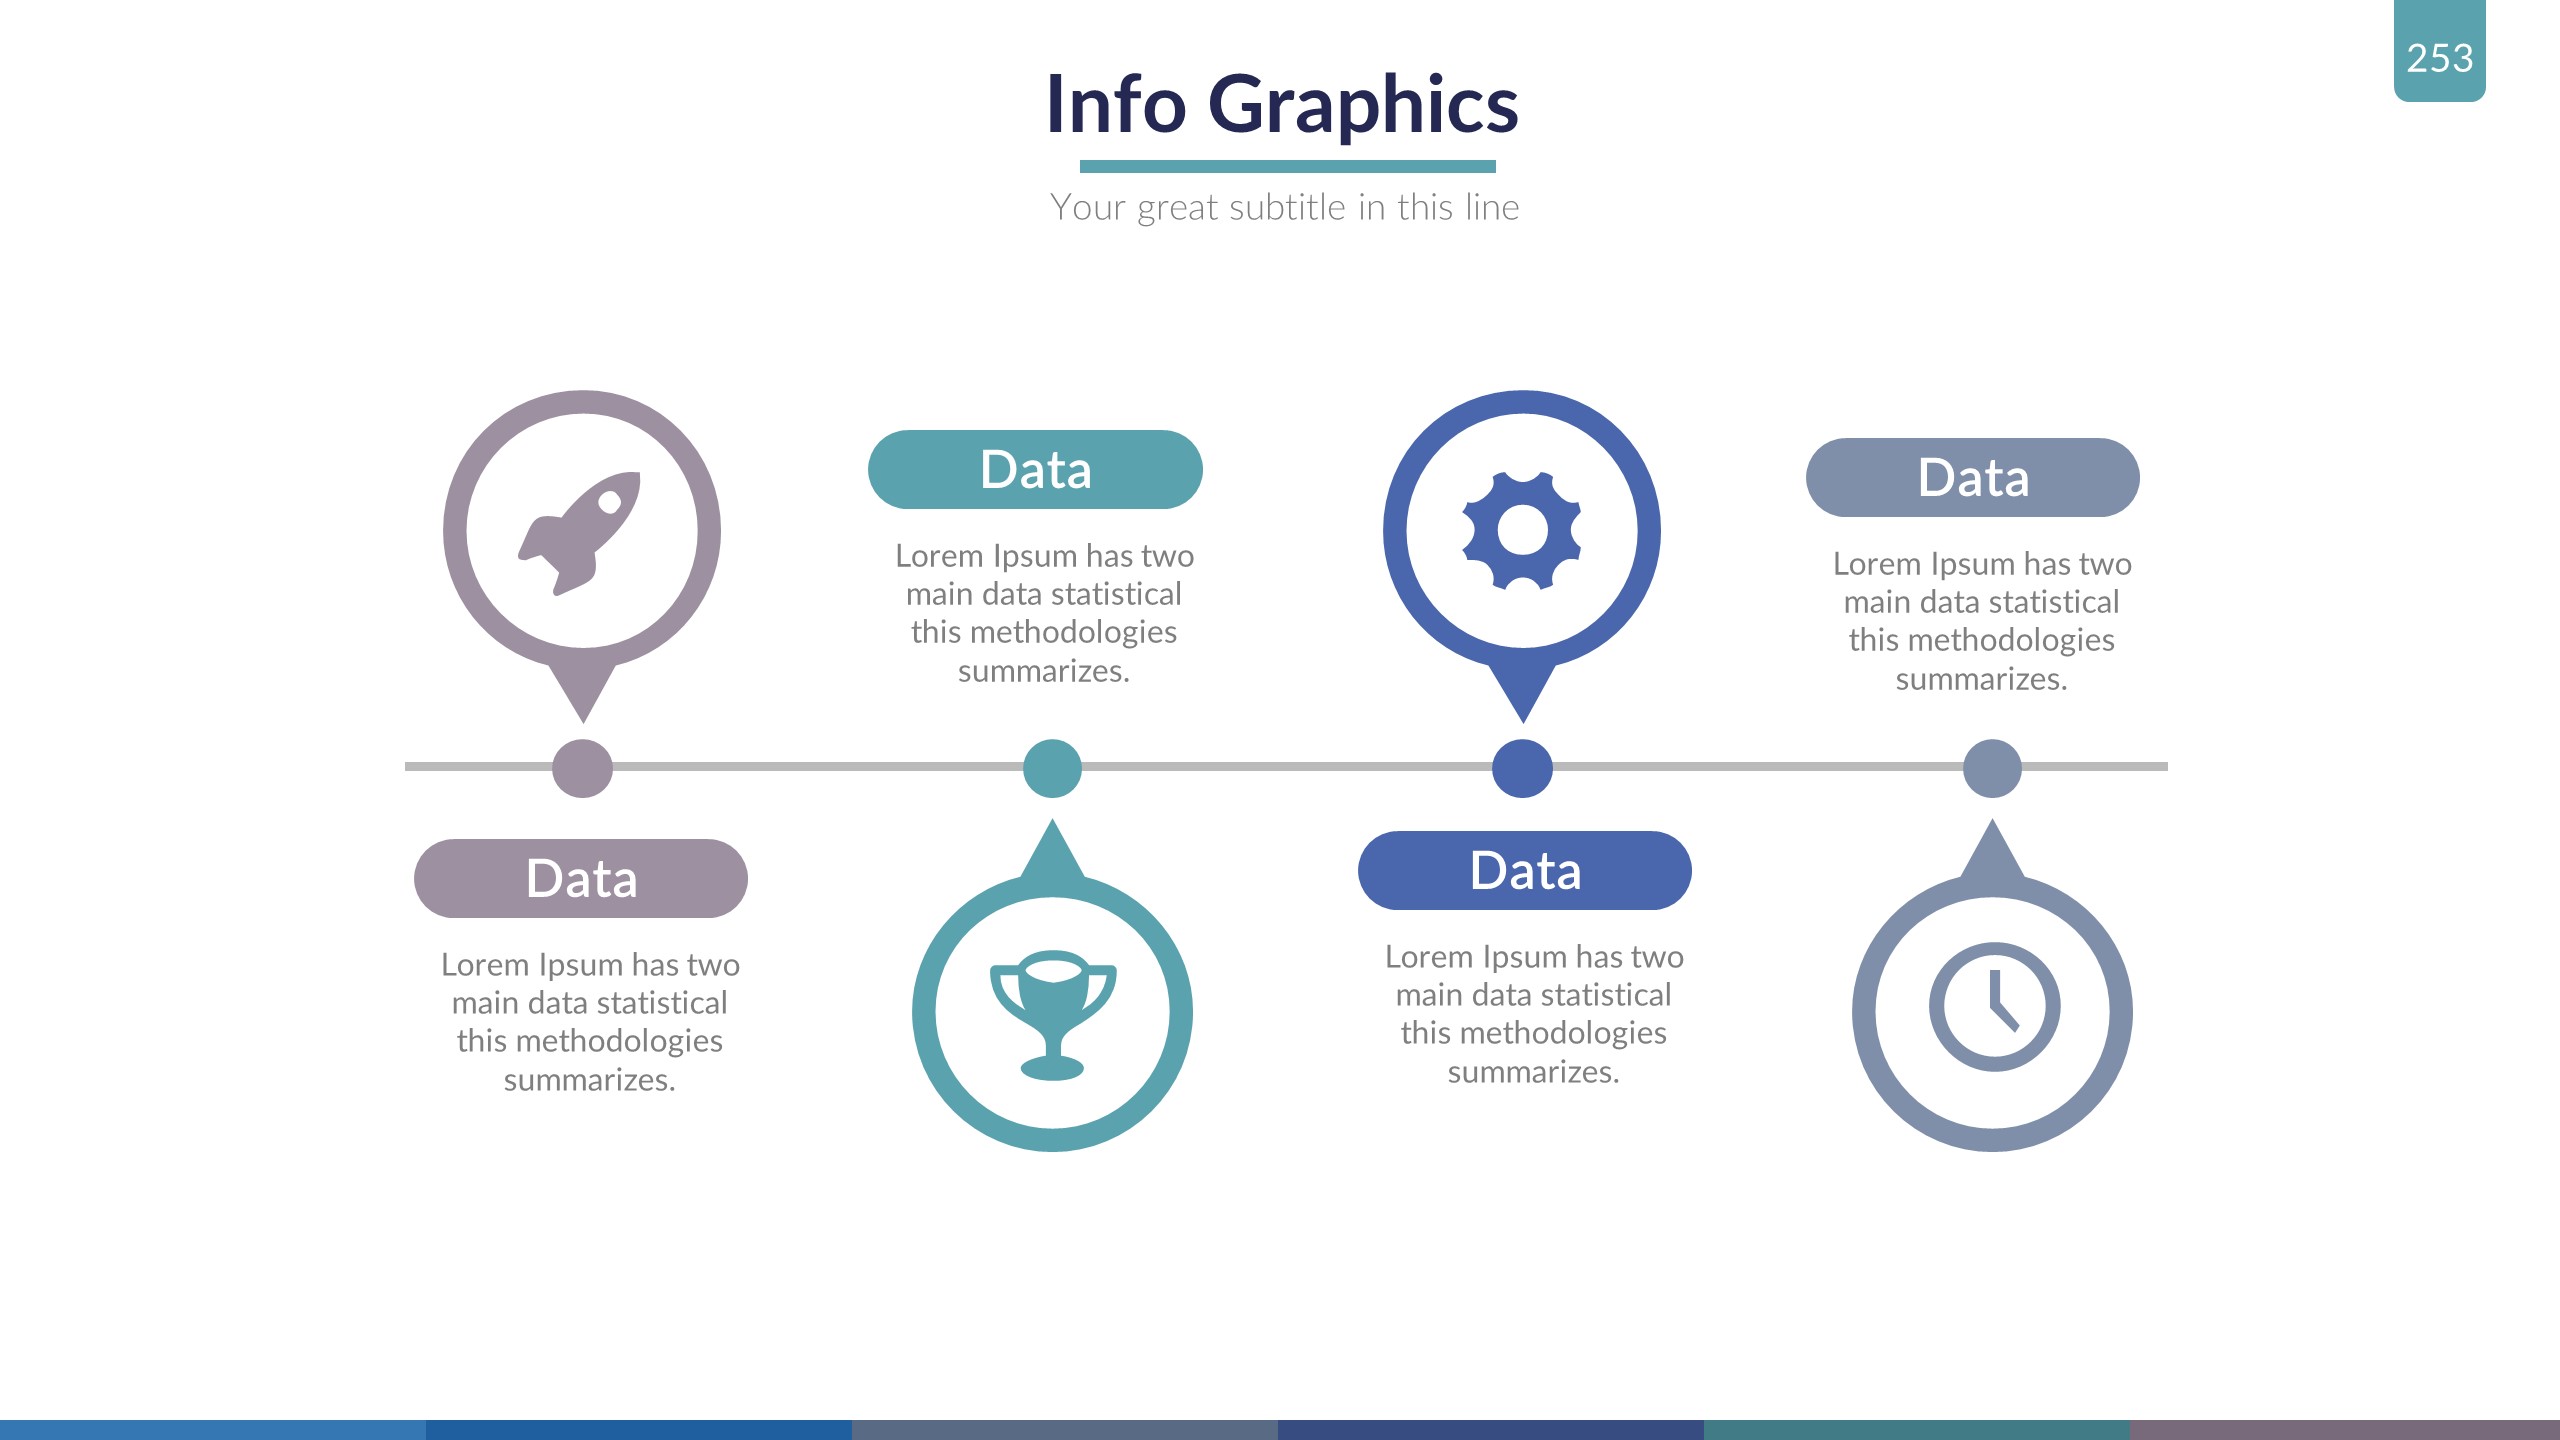 253
Info Graphics
Your great subtitle in this line
Data
Lorem Ipsum has two
main data statistical
this methodologies
summarizes.
Data
Lorem Ipsum has two
main data statistical
this methodologies
summarizes.
Data
Lorem Ipsum has two
main data statistical
this methodologies
summarizes.
Data
Lorem Ipsum has two
main data statistical
this methodologies
summarizes.